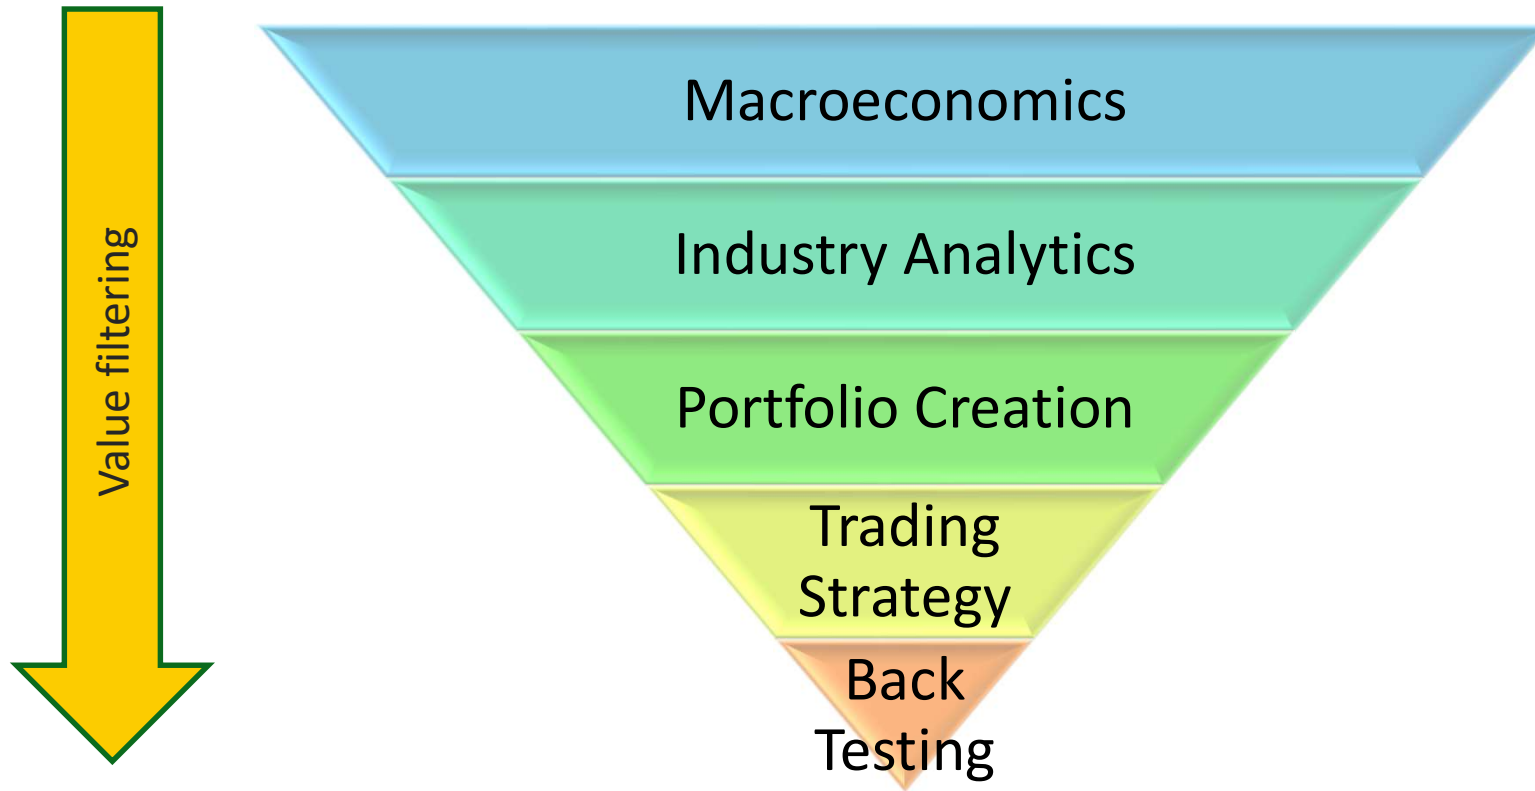 Value filtering
Macroeconomics
Industry Analytics
Portfolio Creation
Trading
Strategy
Back
Testing